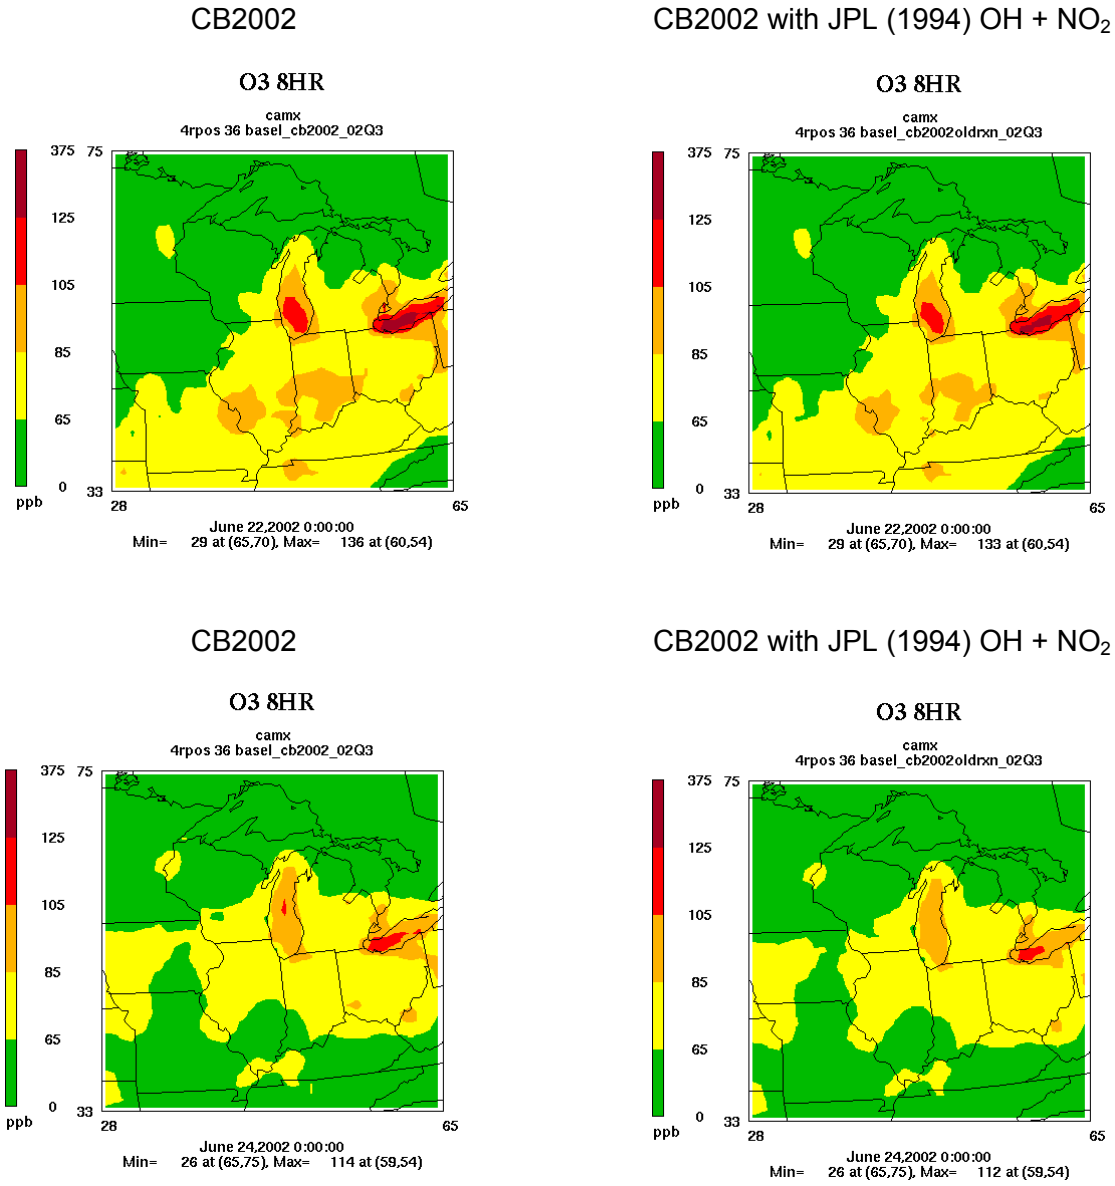 CB2002
CB2002 with JPL (1994) OH + NO₂
O3 8HR
camx
4rpos 36 basel_cb2002_02Q3
375
125
105
85
65
0
ppb
75
33
28
65
June 22,2002 0:00:00
Min= 29 at (65,70), Max= 136 at (60,54)
O3 8HR
camx
4rpos 36 basel_cb2002oldrxn_02Q3
375
125
105
85
65
0
ppb
75
33
28
65
June 22,2002 0:00:00
Min= 29 at (65,70), Max= 133 at (60,54)
CB2002
CB2002 with JPL (1994) OH + NO₂
O3 8HR
camx
4rpos 36 basel_cb2002_02Q3
375
125
105
85
65
0
ppb
75
33
28
65
June 24,2002 0:00:00
Min= 26 at (65,75), Max= 114 at (59,54)
O3 8HR
camx
4rpos 36 basel_cb2002oldrxn_02Q3
375
125
105
85
65
0
ppb
75
33
28
65
June 24,2002 0:00:00
Min= 26 at (65,75), Max= 112 at (59,54)